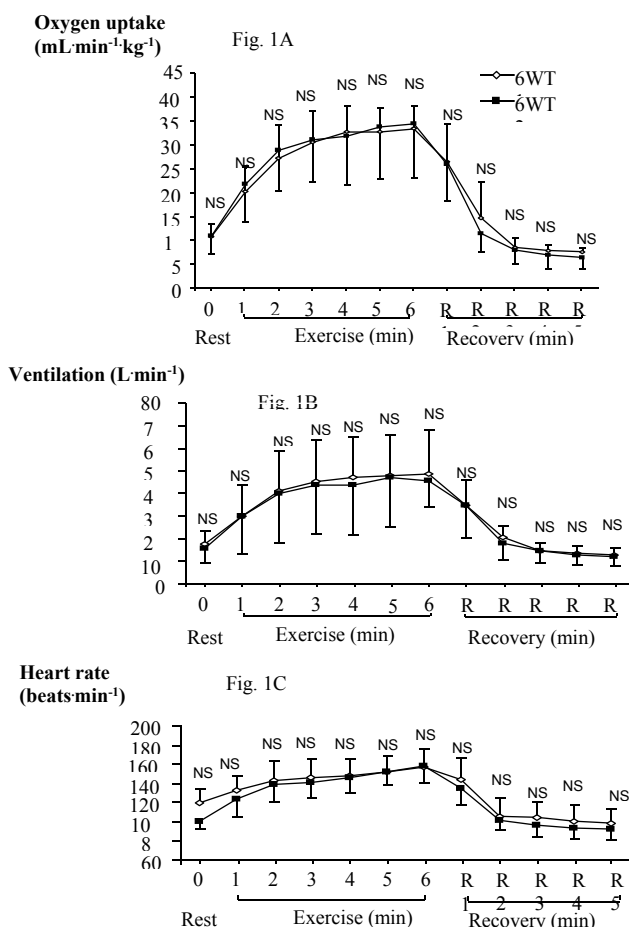 Oxygen uptake
(mL·min-1·kg-1)
Fig. 1A
6WT
6WT
45
40
35
30
25
20
15
1
5
0
NS NS NS NS NS NS NS NS NS NS NS NS
0 1 2 3 4 5 6 R R R R R
Rest Exercise (min) Recovery (min)
Ventilation (L·min-1)
Fig. 1B
80
7
6
5
4
3
2
10
0
NS NS NS NS NS NS NS NS NS NS NS NS
0 1 2 3 4 5 6 R R R R R
Rest Exercise (min) Recovery (min)
Heart rate
(beats·min-1)
Fig. 1C
200
180
160
140
120
10
8
60
NS NS NS NS NS NS NS NS NS NS NS NS
0 1 2 3 4 5 6 R R R R R
1 2 3 4 5
Rest Exercise (min) Recovery (min)